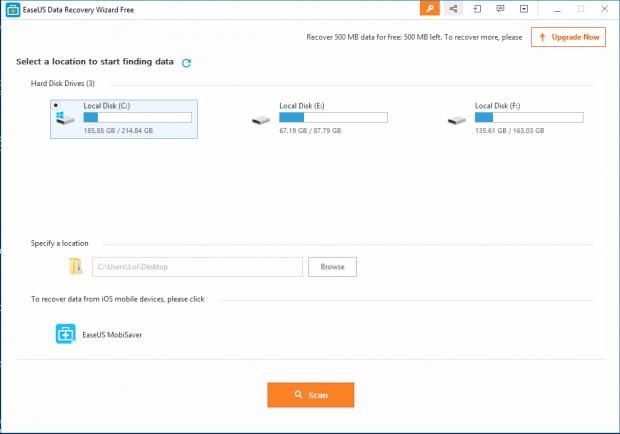 EaseUS Data Recovery Wizard Free
Recover 500 MB data for free: 500 MB left. To recover more, please
Upgrade Now
Select a location to start finding data
Hard Disk Drives (3)
Local Disk (C:)
185.85 GB / 214.84 GB
Local Disk (E:)
67.19 GB / 87.79 GB
Local Disk (F:)
135.61 GB / 163.03 GB
Specify a location
C:\Users\Loi\Desktop
Browse
To recover data from iOS mobile devices, please click
EaseUS MobiSaver
Scan